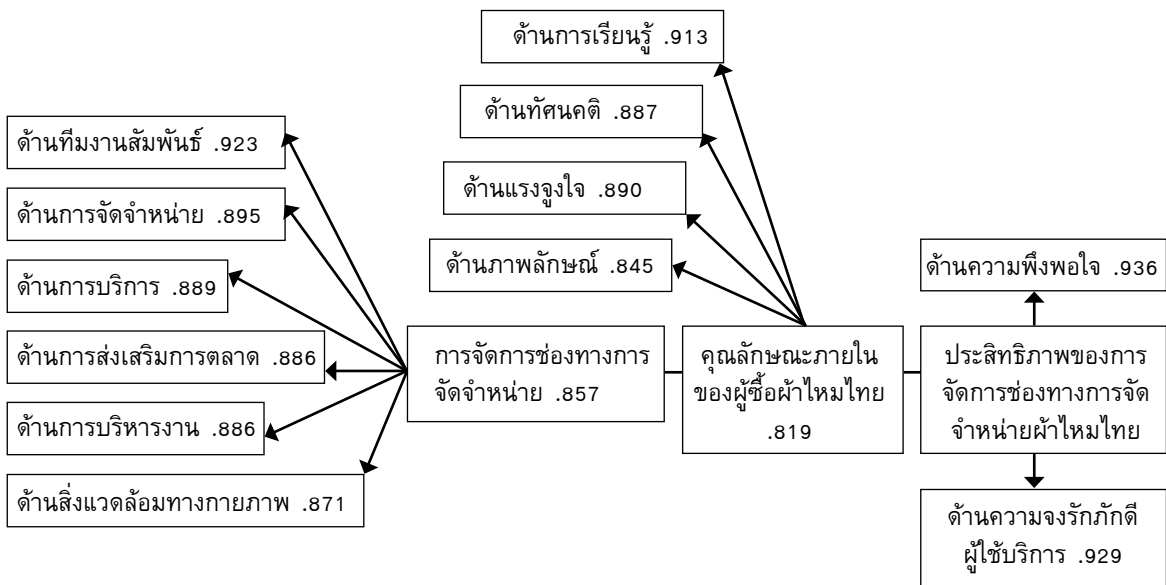 ด้านการเรียนรู้ .913
ด้านทัศนคติ .887
ด้านแรงจูงใจ .890
ด้านภาพลักษณ์ .845
ด้านทีมงานสัมพันธ์ .923
ด้านการจัดจำหน่าย .895
ด้านการบริการ .889
ด้านการส่งเสริมการตลาด .886
ด้านการบริหารงาน .886
ด้านสิ่งแวดล้อมทางกายภาพ .871
การจัดการช่องทางการ
จัดจำหน่าย .857
คุณลักษณะภายใน
ของผู้ซื้อผ้าไหมไทย
.819
ด้านความพึงพอใจ .936
ประสิทธิภาพของการ
จัดการช่องทางการจัด
จำหน่ายผ้าไหมไทย
ด้านความจงรักภักดี
ผู้ใช้บริการ .929